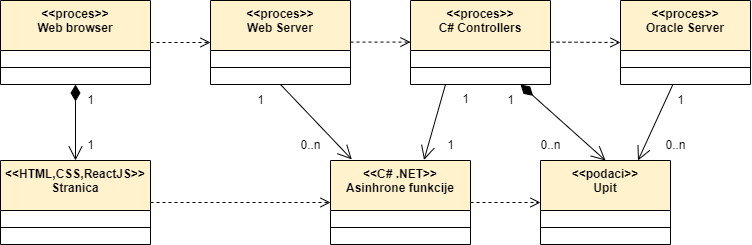 <<proces>>
Web browser
<<proces>>
Web Server
<<proces>>
C# Controllers
<<proces>>
Oracle Server
1
1
1
1
1
1
0..n
1
0..n
0..n
<<HTML,CSS,ReactJS>>
Stranica
<<C# .NET>>
Asinhrone funkcije
<<podaci>>
Upit